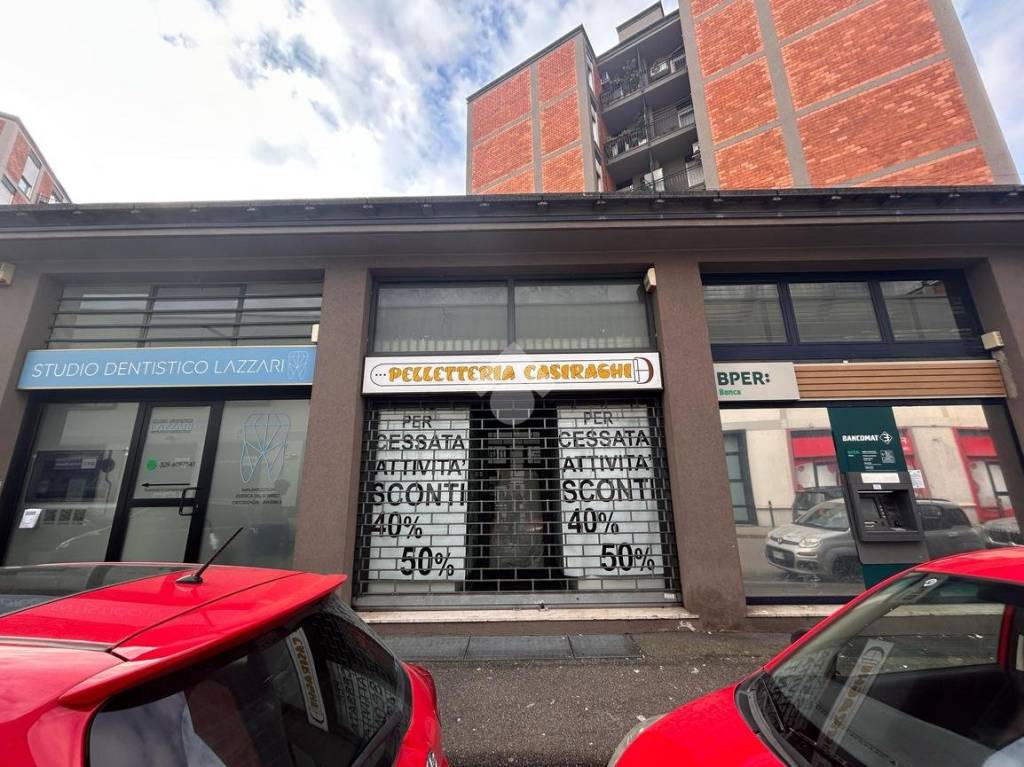 STUDIO DENTISTICO LAZZARI
LAZZARI
PELLETTERIA CASIRAGHI
PER
CESSATA
ATTIVITA'
SCONTI
40%
50%
PER
CESSATA
ATTIVITA'
SCONTI
40%
50%
BPER:
Banca
BANCOMAT